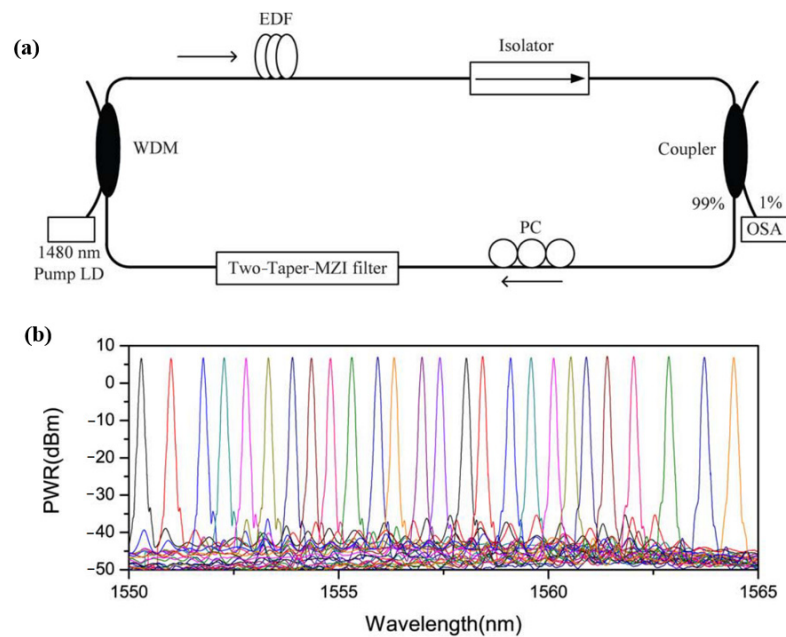 (a)
EDF
Isolator
WDM
Coupler
99%
1%
OSA
1480 nm
Pump LD
Two-Taper-MZI filter
PC
(b)
10
0
−10
−20
−30
−40
−50
PWR(dBm)
1550
1555
1560
1565
Wavelength(nm)